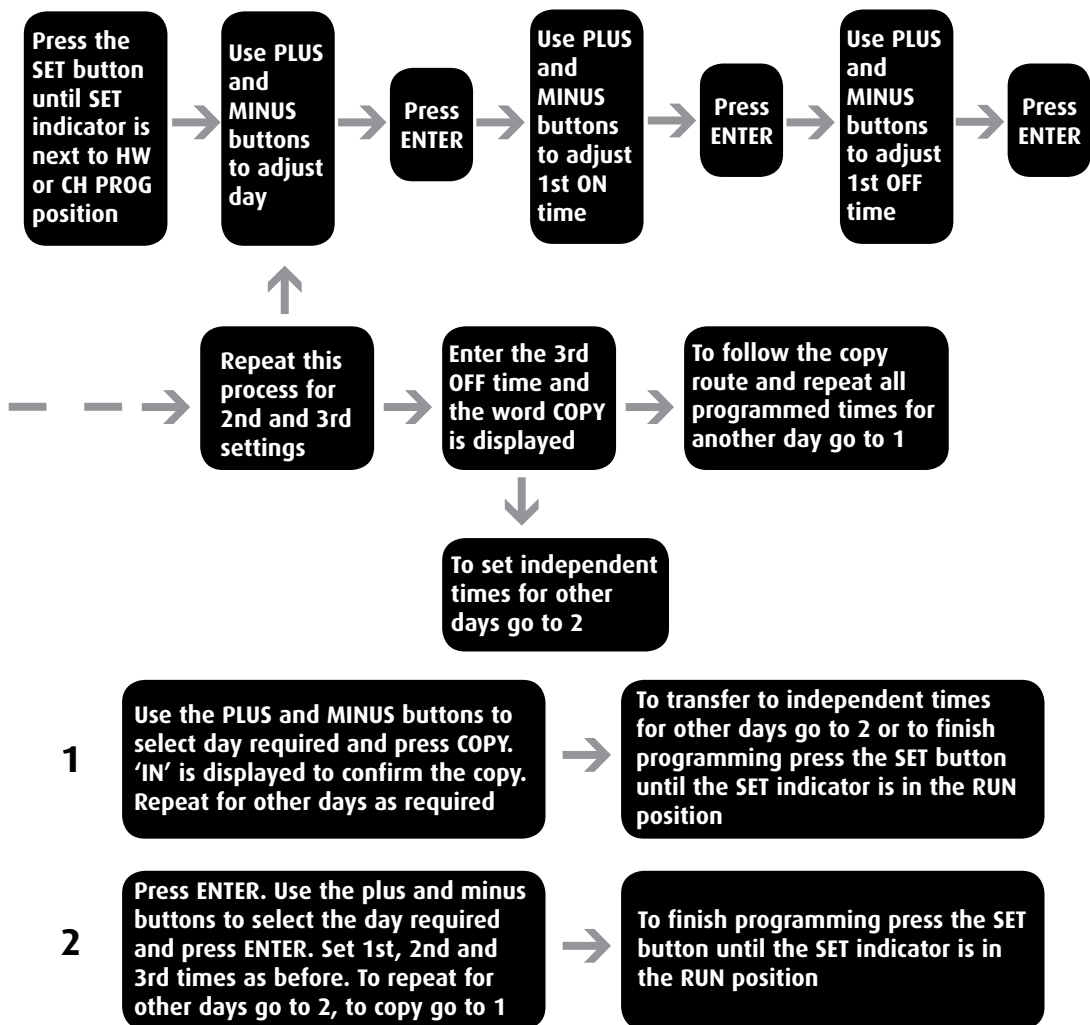 Press the
SET button
until SET
indicator is
next to HW
or CH PROG
position
Use PLUS
and
MINUS
buttons
to adjust
day
Press
ENTER
Use PLUS
and
MINUS
buttons
to adjust
1st ON
time
Press
ENTER
Use PLUS
and
MINUS
buttons
to adjust
1st OFF
time
Press
ENTER
Repeat this
process for
2nd and 3rd
settings
Enter the 3rd
OFF time and
the word COPY
is displayed
To follow the copy
route and repeat all
programmed times for
another day go to 1
To set independent
times for other
days go to 2
1
Use the PLUS and MINUS buttons to
select day required and press COPY.
‘IN’ is displayed to confirm the copy.
Repeat for other days as required
To transfer to independent times
for other days go to 2 or to finish
programming press the SET button
until the SET indicator is in the RUN
position
2
Press ENTER. Use the plus and minus
buttons to select the day required
and press ENTER. Set 1st, 2nd and
3rd times as before. To repeat for
other days go to 2, to copy go to 1
To finish programming press the SET
button until the SET indicator is in
the RUN position